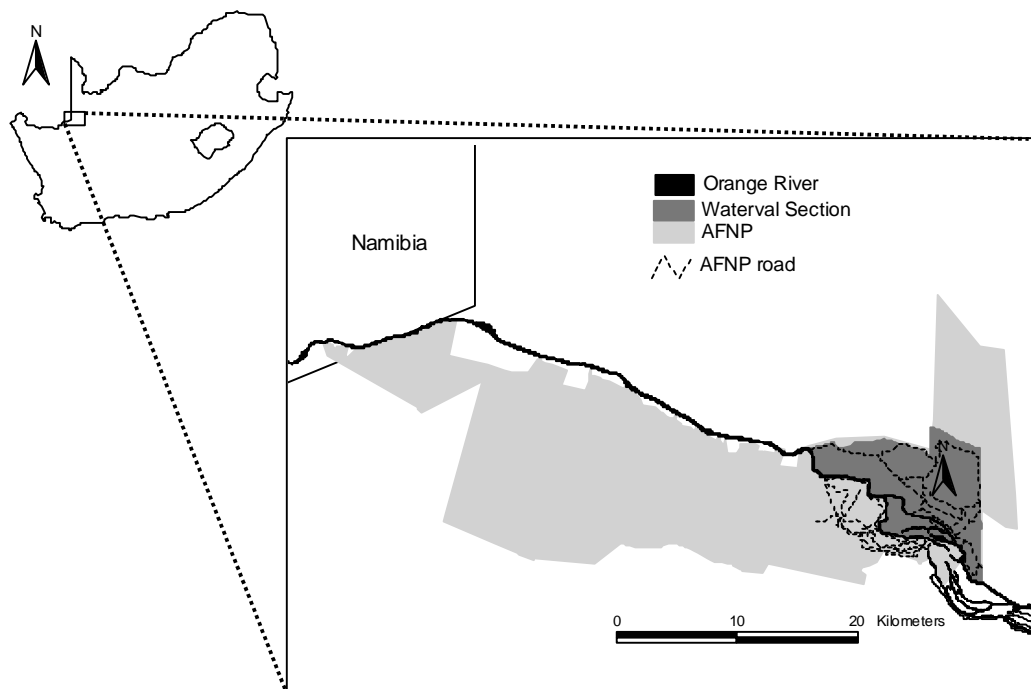 N
Orange River
Waterval Section
AFNP
AFNP road
Namibia
N
0 10 20 Kilometers